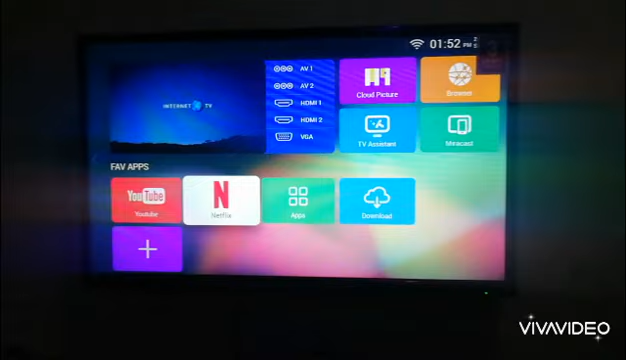 01:52 PM
INTERNET TV
AV 1
AV 2
HDMI 1
HDMI 2
VGA
Cloud Picture
Browser
TV Assistant
Miracast
FAV APPS
YouTube
Youtube
N
Netflix
Apps
Download
VIVAVIDEO